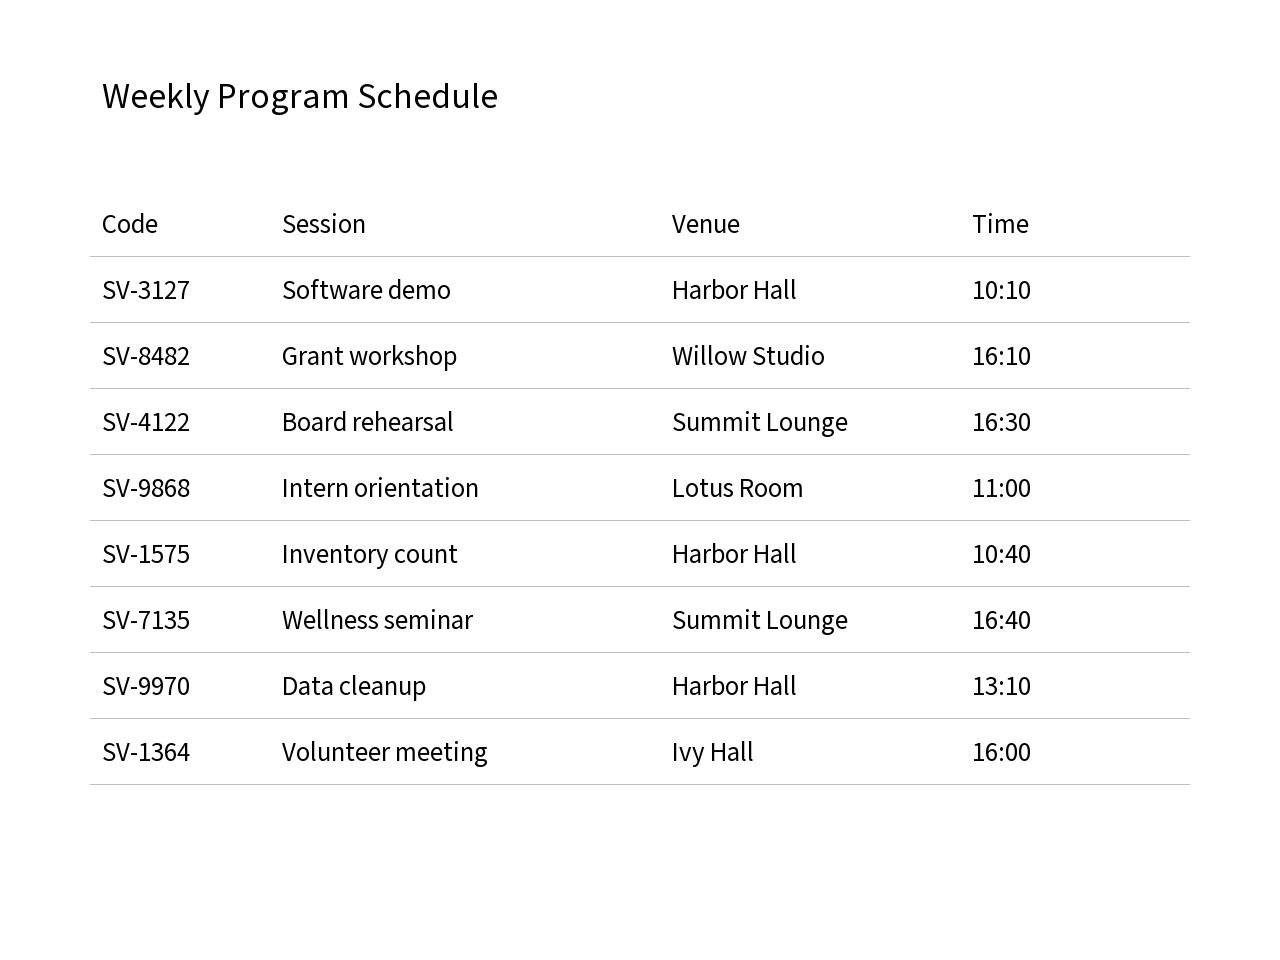 Weekly Program Schedule
Code Session Venue Time
SV-3127 Software demo Harbor Hall 10:10
SV-8482 Grant workshop Willow Studio 16:10
SV-4122 Board rehearsal Summit Lounge 16:30
SV-9868 Intern orientation Lotus Room 11:00
SV-1575 Inventory count Harbor Hall 10:40
SV-7135 Wellness seminar Summit Lounge 16:40
SV-9970 Data cleanup Harbor Hall 13:10
SV-1364 Volunteer meeting Ivy Hall 16:00